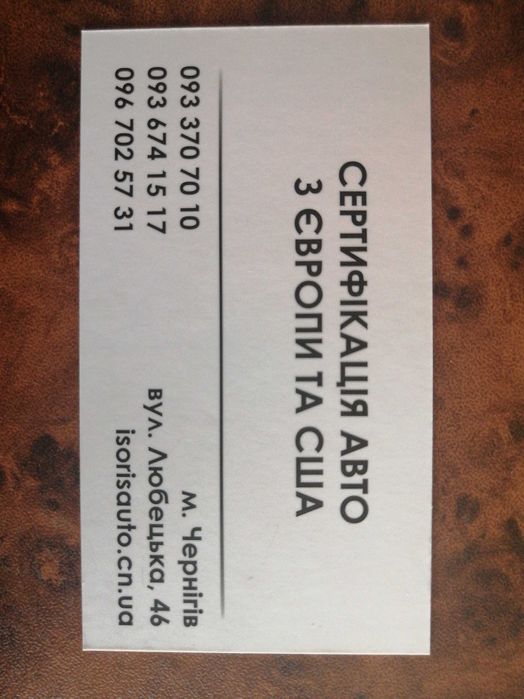 СЕРТИФІКАЦІЯ АВТО
З ЄВРОПИ ТА США
093 370 70 10
093 674 15 17
096 702 57 31
м. Чернігів
вул. Любецька, 46
isorisauto.cn.ua